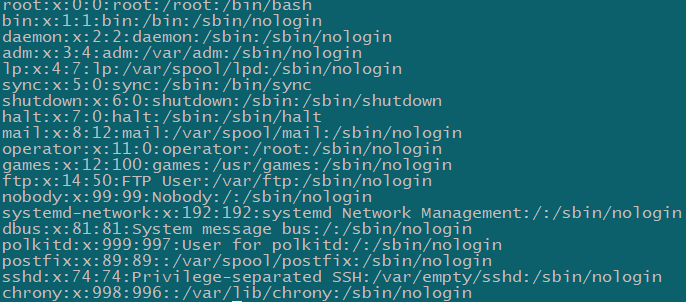 root:x:0:0:root:/root:/bin/bash
bin:x:1:1:bin:/bin:/sbin/nologin
daemon:x:2:2:daemon:/sbin:/sbin/nologin
adm:x:3:4:adm:/var/adm:/sbin/nologin
lp:x:4:7:lp:/var/spool/lpd:/sbin/nologin
sync:x:5:0:sync:/sbin:/bin/sync
shutdown:x:6:0:shutdown:/sbin:/sbin/shutdown
halt:x:7:0:halt:/sbin:/sbin/halt
mail:x:8:12:mail:/var/spool/mail:/sbin/nologin
operator:x:11:0:operator:/root:/sbin/nologin
games:x:12:100:games:/usr/games:/sbin/nologin
ftp:x:14:50:FTP User:/var/ftp:/sbin/nologin
nobody:x:99:99:Nobody:/:/sbin/nologin
systemd-network:x:192:192:systemd Network Management:/:/sbin/nologin
dbus:x:81:81:System message bus:/:/sbin/nologin
polkitd:x:999:997:User for polkitd:/:/sbin/nologin
postfix:x:89:89::/var/spool/postfix:/sbin/nologin
sshd:x:74:74:Privilege-separated SSH:/var/empty/sshd:/sbin/nologin
chrony:x:998:996::/var/lib/chrony:/sbin/nologin